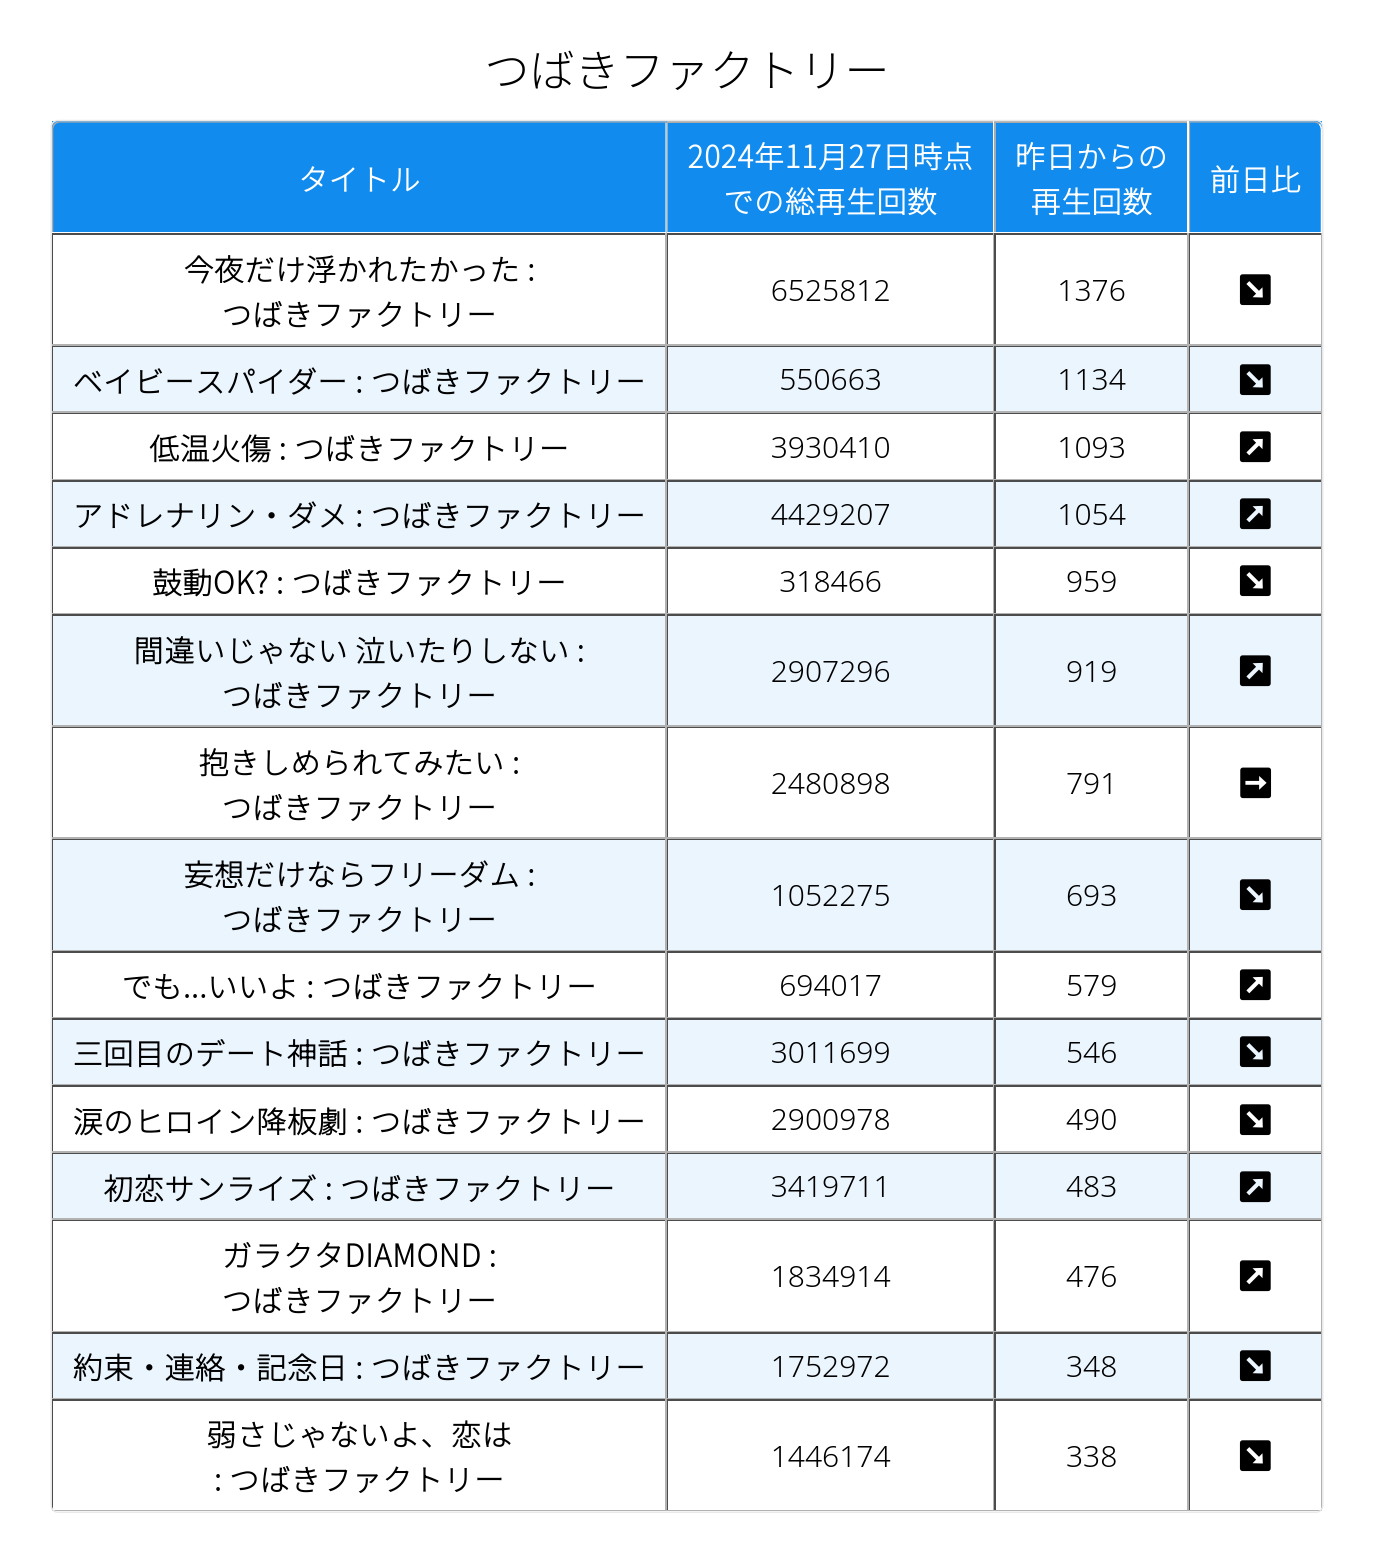 つばきファクトリー
タイトル
2024年11月27日時点
での総再生回数
昨日からの
再生回数
前日比
今夜だけ浮かれたかった :
つばきファクトリー
6525812
1376
↘
ベイビースパイダー : つばきファクトリー
550663
1134
↘
低温火傷 : つばきファクトリー
3930410
1093
↗
アドレナリン・ダメ : つばきファクトリー
4429207
1054
↗
鼓動OK? : つばきファクトリー
318466
959
↘
間違いじゃない 泣いたりしない :
つばきファクトリー
2907296
919
↗
抱きしめられてみたい :
つばきファクトリー
2480898
791
→
妄想だけならフリーダム :
つばきファクトリー
1052275
693
↘
でも...いいよ : つばきファクトリー
694017
579
↗
三回目のデート神話 : つばきファクトリー
3011699
546
↘
涙のヒロイン降板劇 : つばきファクトリー
2900978
490
↘
初恋サンライズ : つばきファクトリー
3419711
483
↗
ガラクタDIAMOND :
つばきファクトリー
1834914
476
↗
約束・連絡・記念日 : つばきファクトリー
1752972
348
↘
弱さじゃないよ、恋は
: つばきファクトリー
1446174
338
↘